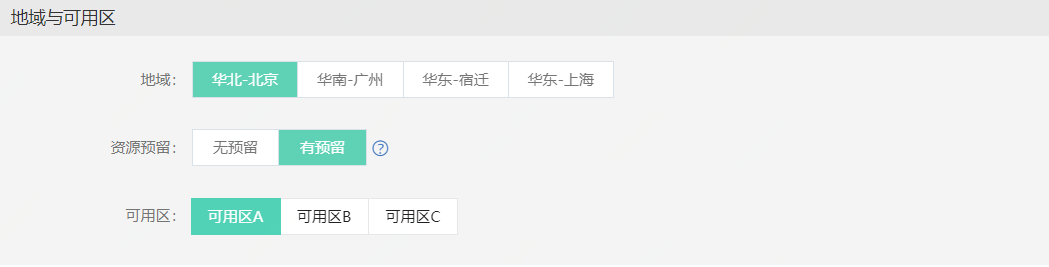 地域与可用区
地域： 华北-北京 华南-广州 华东-宿迁 华东-上海
资源预留： 无预留 有预留 ?
可用区： 可用区A 可用区B 可用区C